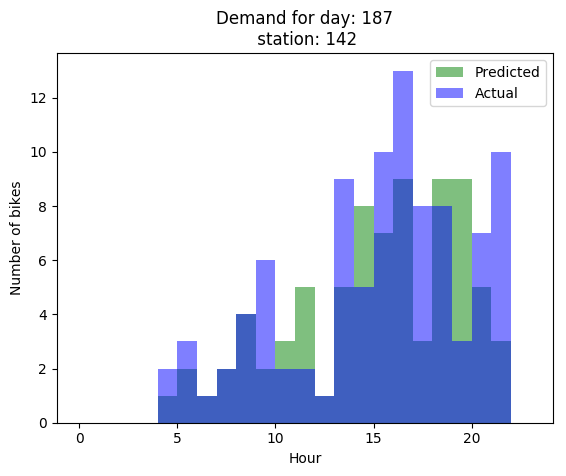 Demand for day: 187
station: 142
Predicted
Actual
Number of bikes
12
10
8
6
4
2
0
0
5
10
15
20
Hour